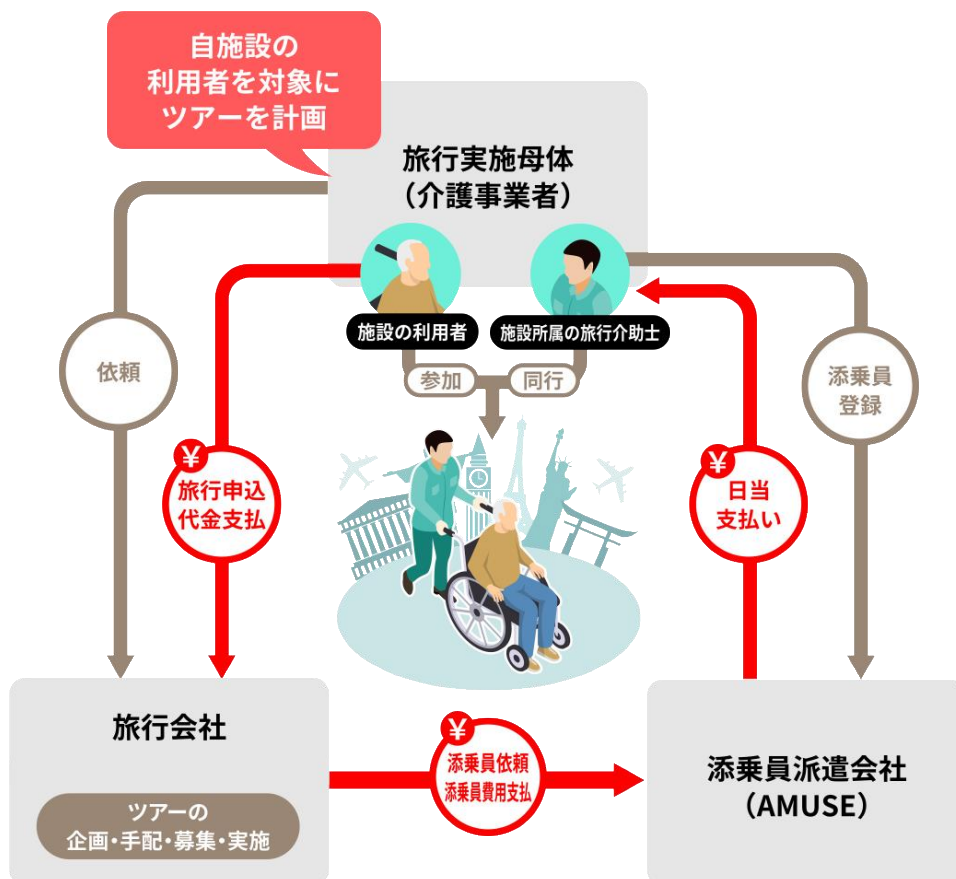 自施設の
利用者を対象に
ツアーを計画
旅行実施母体
（介護事業者）
施設の利用者
施設所属の旅行介助士
参加
同行
依頼
添乗員
登録
¥
旅行申込
代金支払
¥
日当
支払い
旅行会社
ツアーの
企画・手配・募集・実施
¥
添乗員依頼
添乗員費用支払
添乗員派遣会社
（AMUSE）